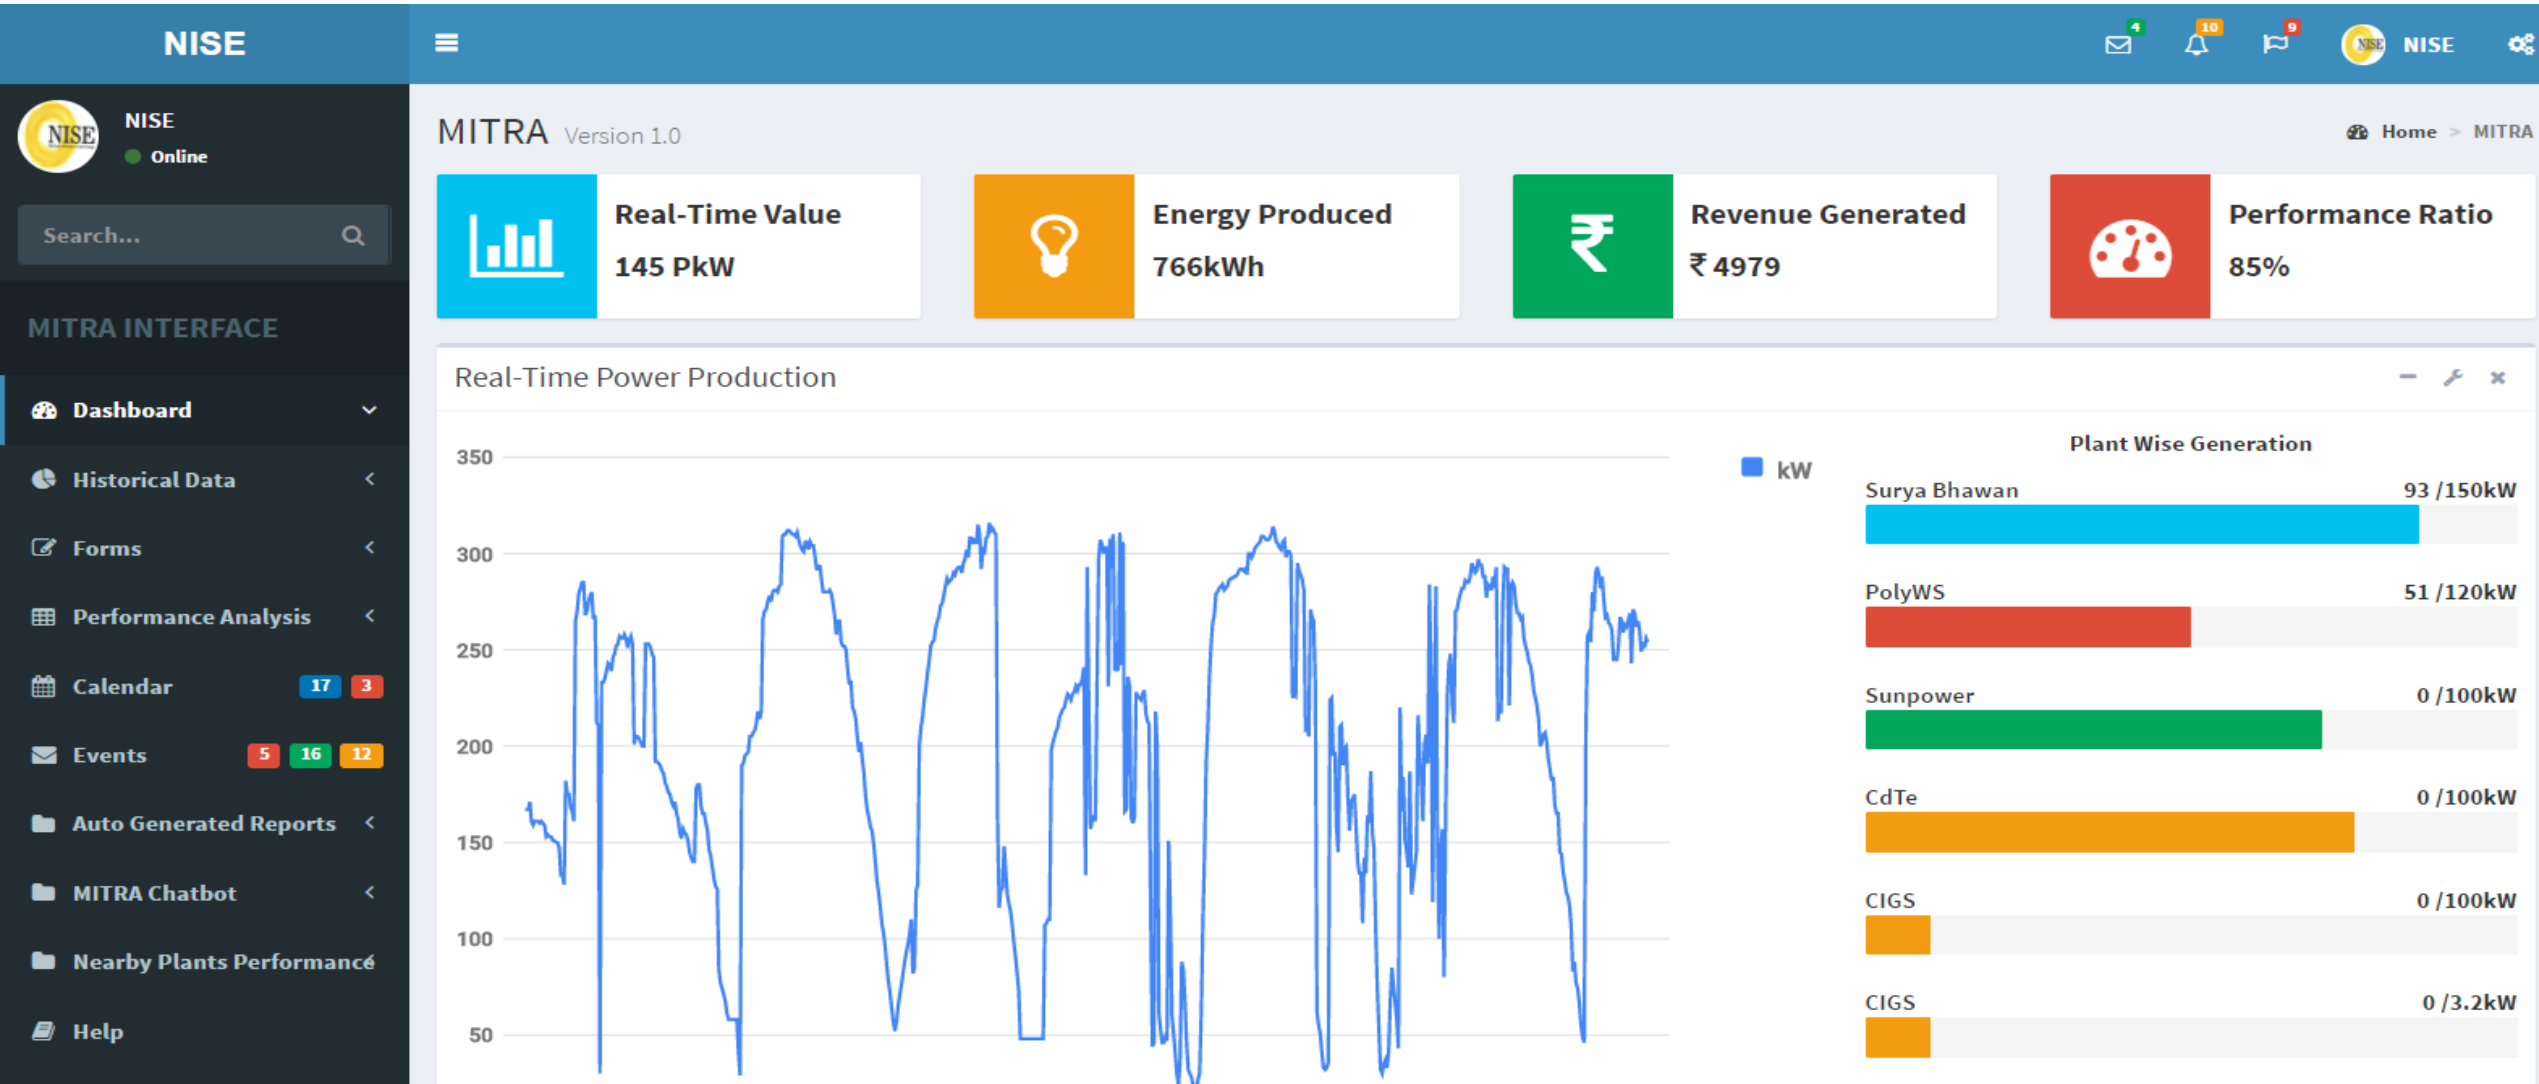 NISE
4
10
9
NISE
NISE
NISE
NISE
Online
Search...
MITRA INTERFACE
Dashboard
Historical Data
Forms
Performance Analysis
Calendar 17 3
Events 5 16 12
Auto Generated Reports
MITRA Chatbot
Nearby Plants Performance
Help
MITRA Version 1.0
Home > MITRA
Real-Time Value
145 PkW
Energy Produced
766kWh
Revenue Generated
₹ 4979
Performance Ratio
85%
Real-Time Power Production
350
300
250
200
150
100
50
kW
Plant Wise Generation
Surya Bhawan 93 /150kW
PolyWS 51 /120kW
Sunpower 0 /100kW
CdTe 0 /100kW
CIGS 0 /100kW
CIGS 0 /3.2kW